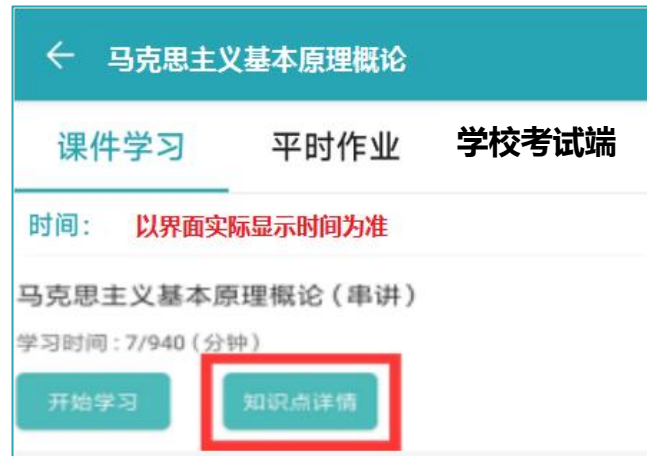 ← 马克思主义基本原理概论
课件学习 平时作业 学校考试端
时间： 以界面实际显示时间为准
马克思主义基本原理概论（串讲）
学习时间：7/940（分钟）
开始学习 知识点详情